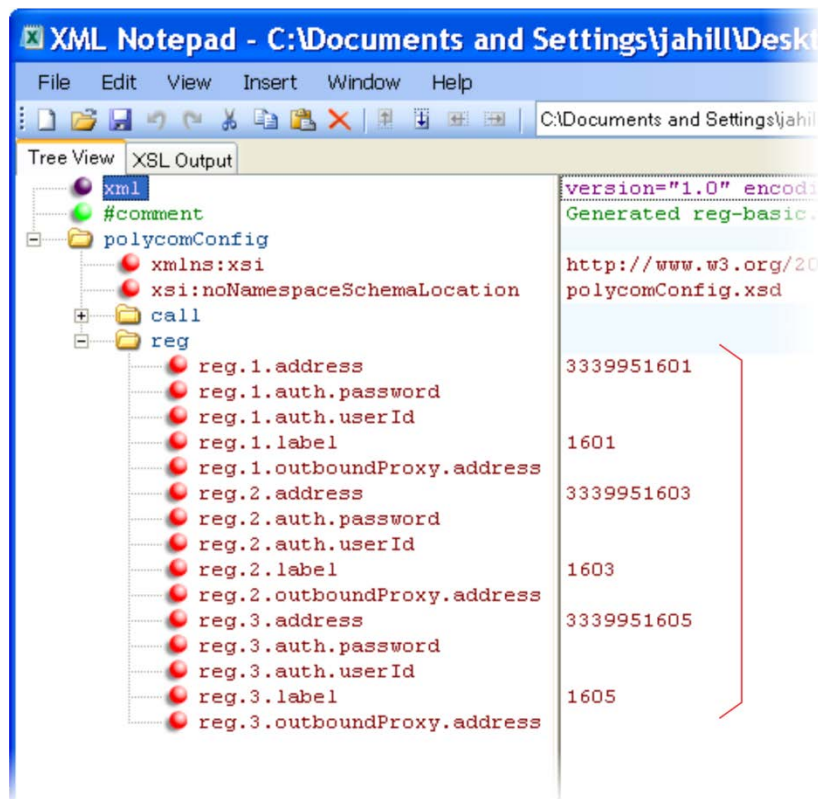 XML Notepad - C:\Documents and Settings\jahill\Deskt
File Edit View Insert Window Help
C:\Documents and Settings\jahil
Tree View XSL Output
xml version="1.0" encodi
#comment Generated reg-basic.
polycomConfig
xmlns:xsi http://www.w3.org/20
xsi:noNamespaceSchemaLocation polycomConfig.xsd
call
reg
reg.1.address 3339951601
reg.1.auth.password
reg.1.auth.userId
reg.1.label 1601
reg.1.outboundProxy.address
reg.2.address 3339951603
reg.2.auth.password
reg.2.auth.userId
reg.2.label 1603
reg.2.outboundProxy.address
reg.3.address 3339951605
reg.3.auth.password
reg.3.auth.userId
reg.3.label 1605
reg.3.outboundProxy.address